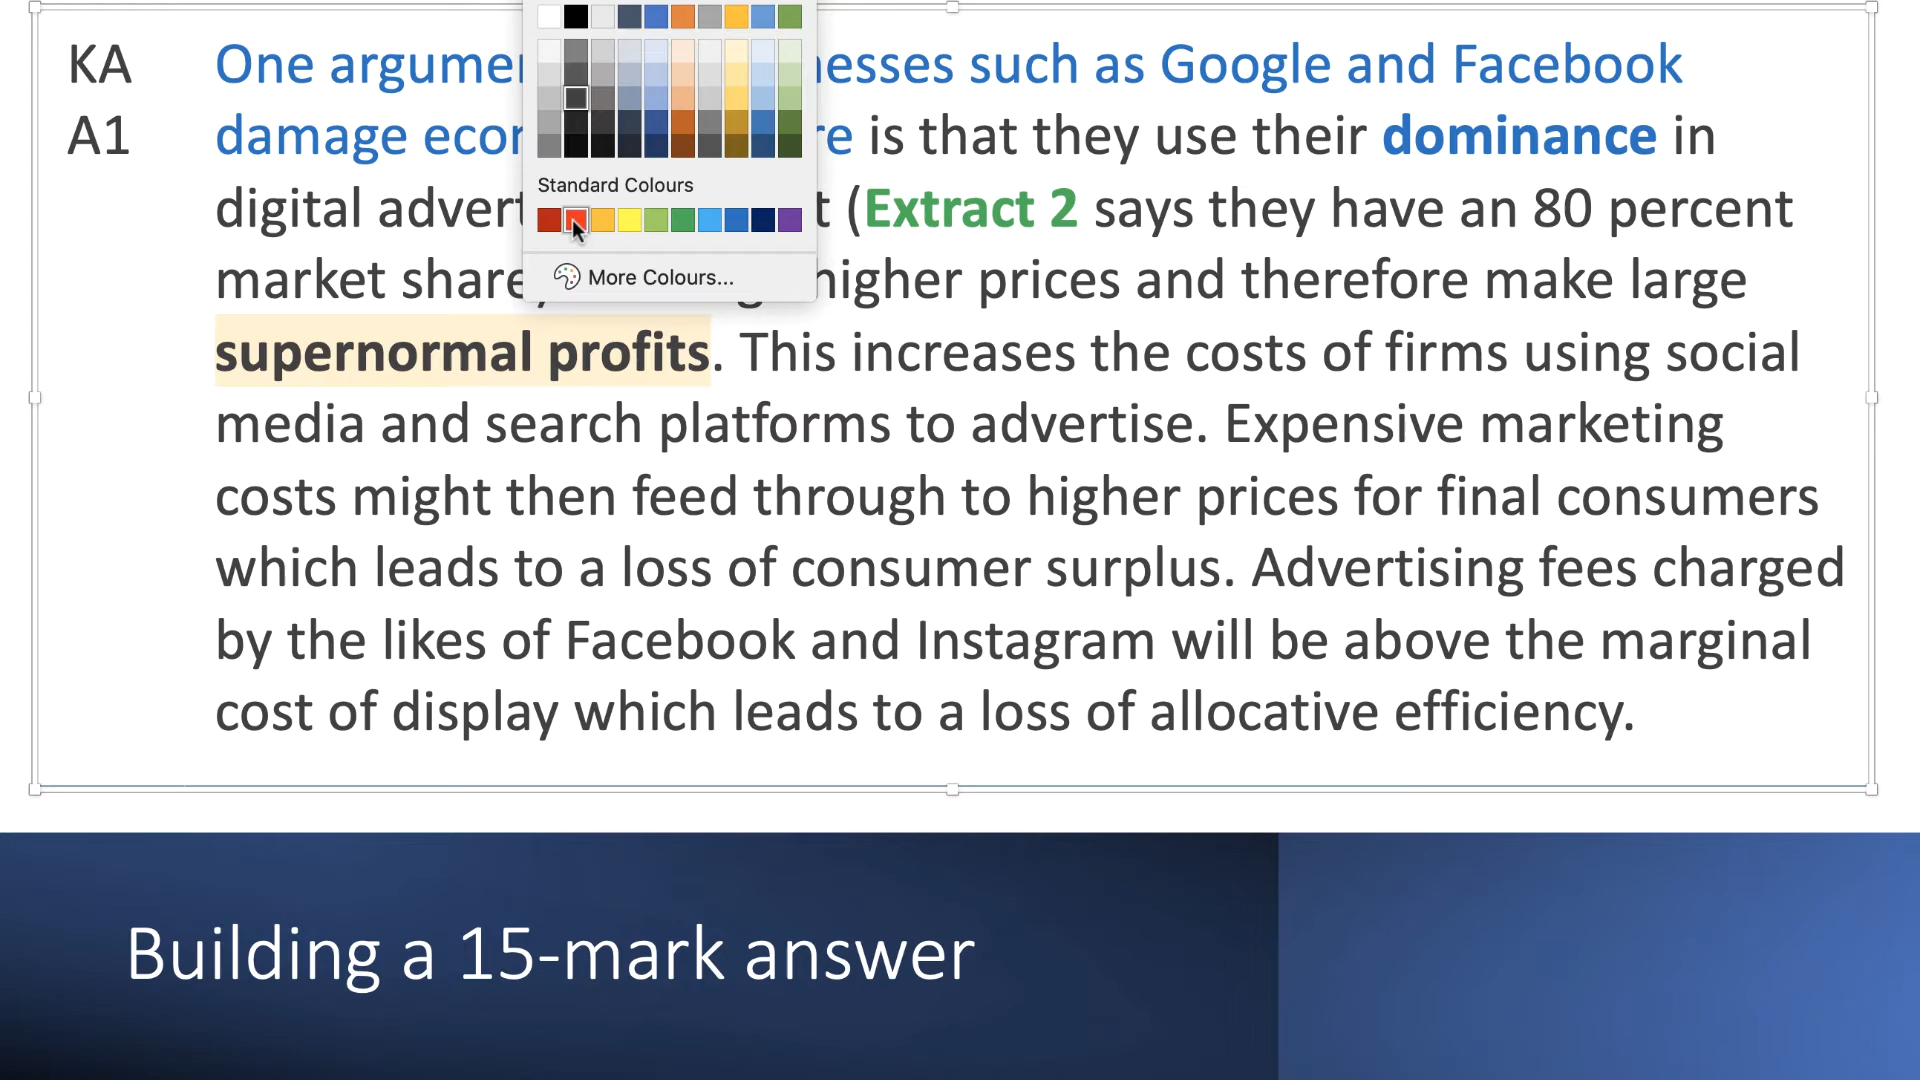 KA One argumen nesses such as Google and Facebook
A1 damage econ re is that they use their dominance in
digital advert t (Extract 2 says they have an 80 percent
market share, g higher prices and therefore make large
supernormal profits. This increases the costs of firms using social
media and search platforms to advertise. Expensive marketing
costs might then feed through to higher prices for final consumers
which leads to a loss of consumer surplus. Advertising fees charged
by the likes of Facebook and Instagram will be above the marginal
cost of display which leads to a loss of allocative efficiency.
Standard Colours
More Colours...
Building a 15-mark answer